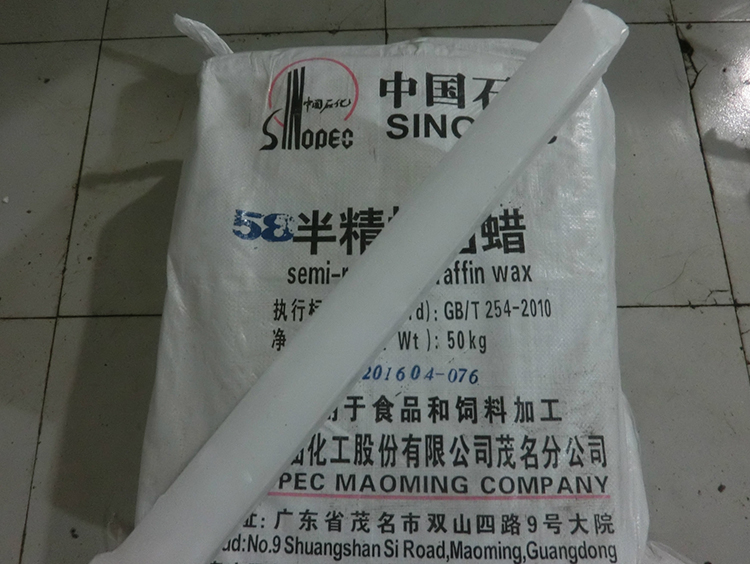 中国石化
SINOPEC
中国石
SINO
58半精 蜡
semi- affin wax
执行标 d): GB/T 254-2010
净 Wt ): 50kg
201604-076
于食品和饲料加工
化工股份有限公司茂名分公司
PEC MAOMING COMPANY
址: 广东省茂名市双山四路9号大院
dd:No.9 Shuangshan Si Road,Maoming,Guangdong